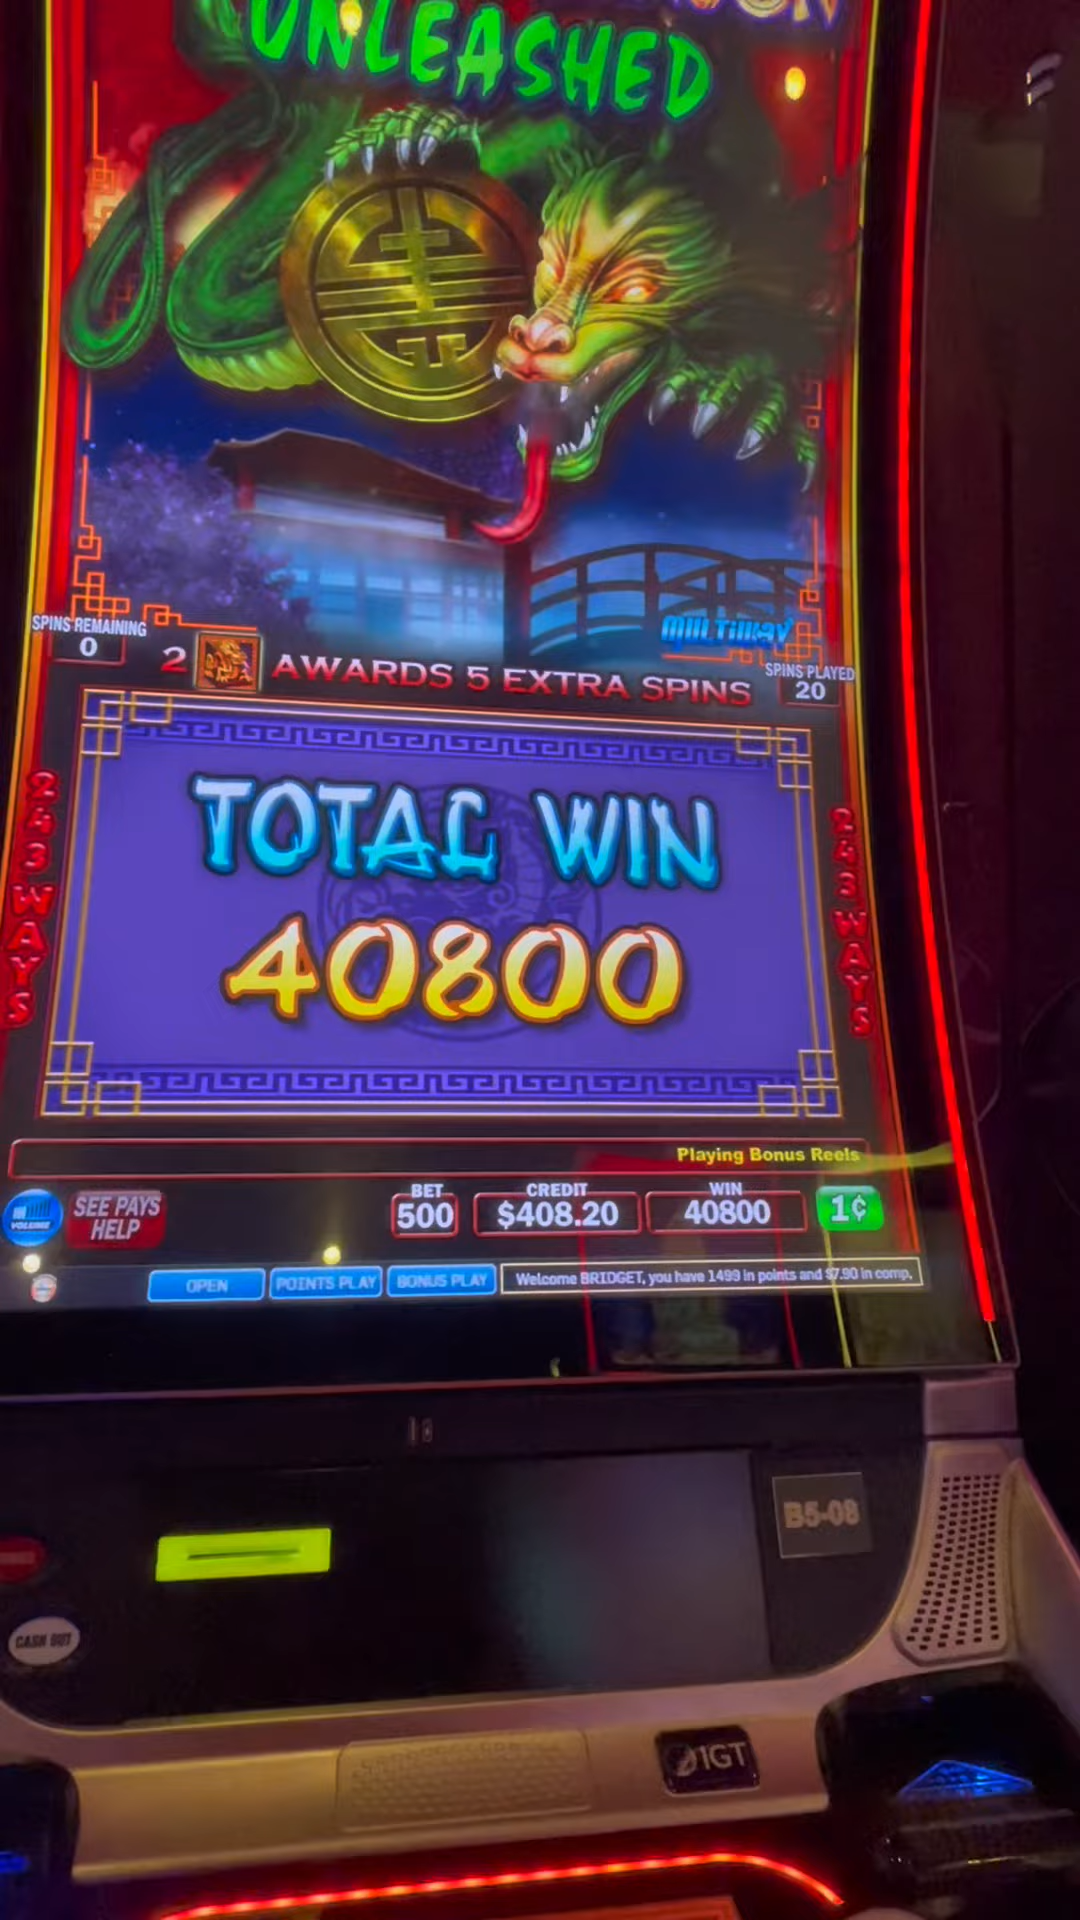 UNLEASHED
MULTIWAY
SPINS REMAINING
0
2 AWARDS 5 EXTRA SPINS
SPINS PLAYED
20
243 WAYS
TOTAL WIN
40800
243 WAYS
Playing Bonus Reels
VOLUME
SEE PAYS
HELP
BET
500
CREDIT
$408.20
WIN
40800
1¢
OPEN
POINTS PLAY
BONUS PLAY
Welcome BRIDGET, you have 1499 in points and $7.90 in comp.
B5-08
CASH OUT
IGT